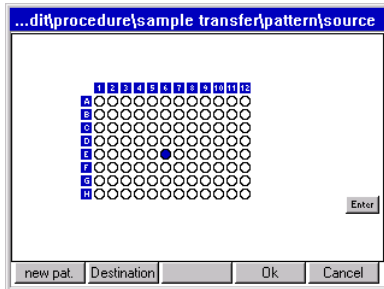 ...dit\procedure\sample transfer\pattern\source
1 2 3 4 5 6 7 8 9 10 11 12
A
B
C
D
E
F
G
H
Enter
new pat. Destination Ok Cancel